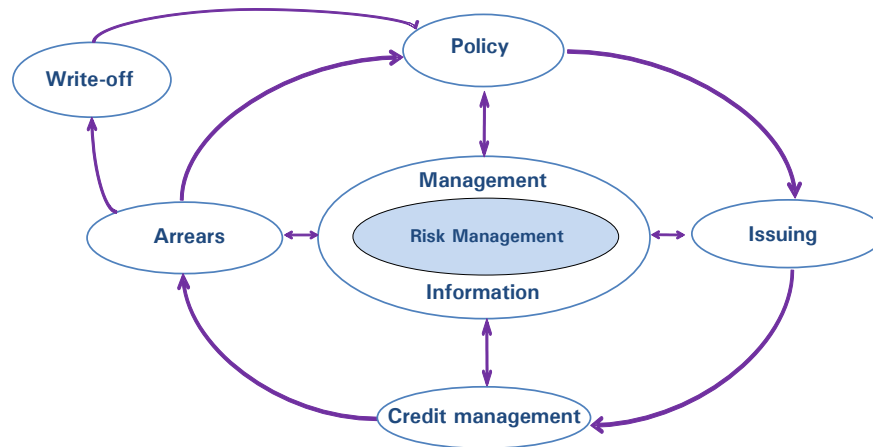 Policy
Write-off
Management
Arrears
Risk Management
Issuing
Information
Credit management